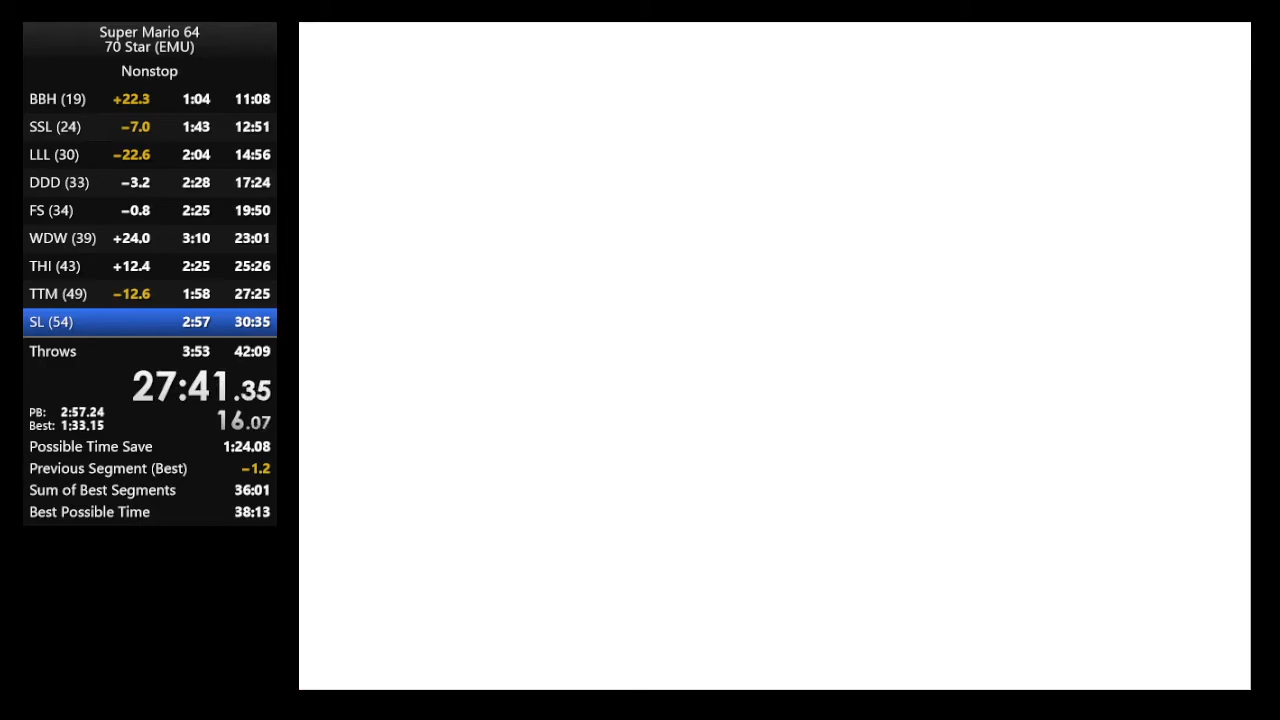 Super Mario 64
70 Star (EMU)
Nonstop
BBH (19) +22.3 1:04 11:08
SSL (24) −7.0 1:43 12:51
LLL (30) −22.6 2:04 14:56
DDD (33) −3.2 2:28 17:24
FS (34) −0.8 2:25 19:50
WDW (39) +24.0 3:10 23:01
THI (43) +12.4 2:25 25:26
TTM (49) −12.6 1:58 27:25
SL (54) 2:57 30:35
Throws 3:53 42:09
27:41.35
PB: 2:57.24
Best: 1:33.15
16.07
Possible Time Save 1:24.08
Previous Segment (Best) −1.2
Sum of Best Segments 36:01
Best Possible Time 38:13